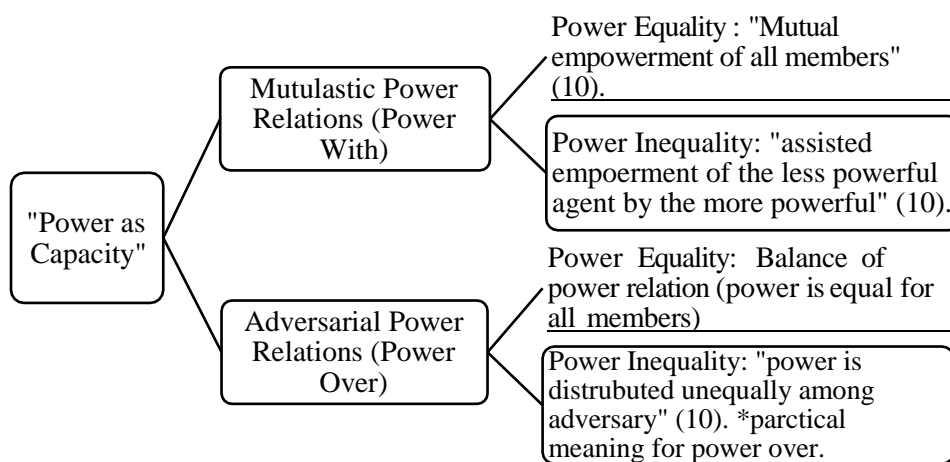 "Power as
Capacity"
Mutulastic Power
Relations (Power
With)
Power Equality : "Mutual
empowerment of all members"
(10).
Power Inequality: "assisted
empoerment of the less powerful
agent by the more powerful" (10).
Adversarial Power
Relations (Power
Over)
Power Equality: Balance of
power relation (power is equal for
all members)
Power Inequality: "power is
distrubuted unequally among
adversary" (10). *parctical
meaning for power over.